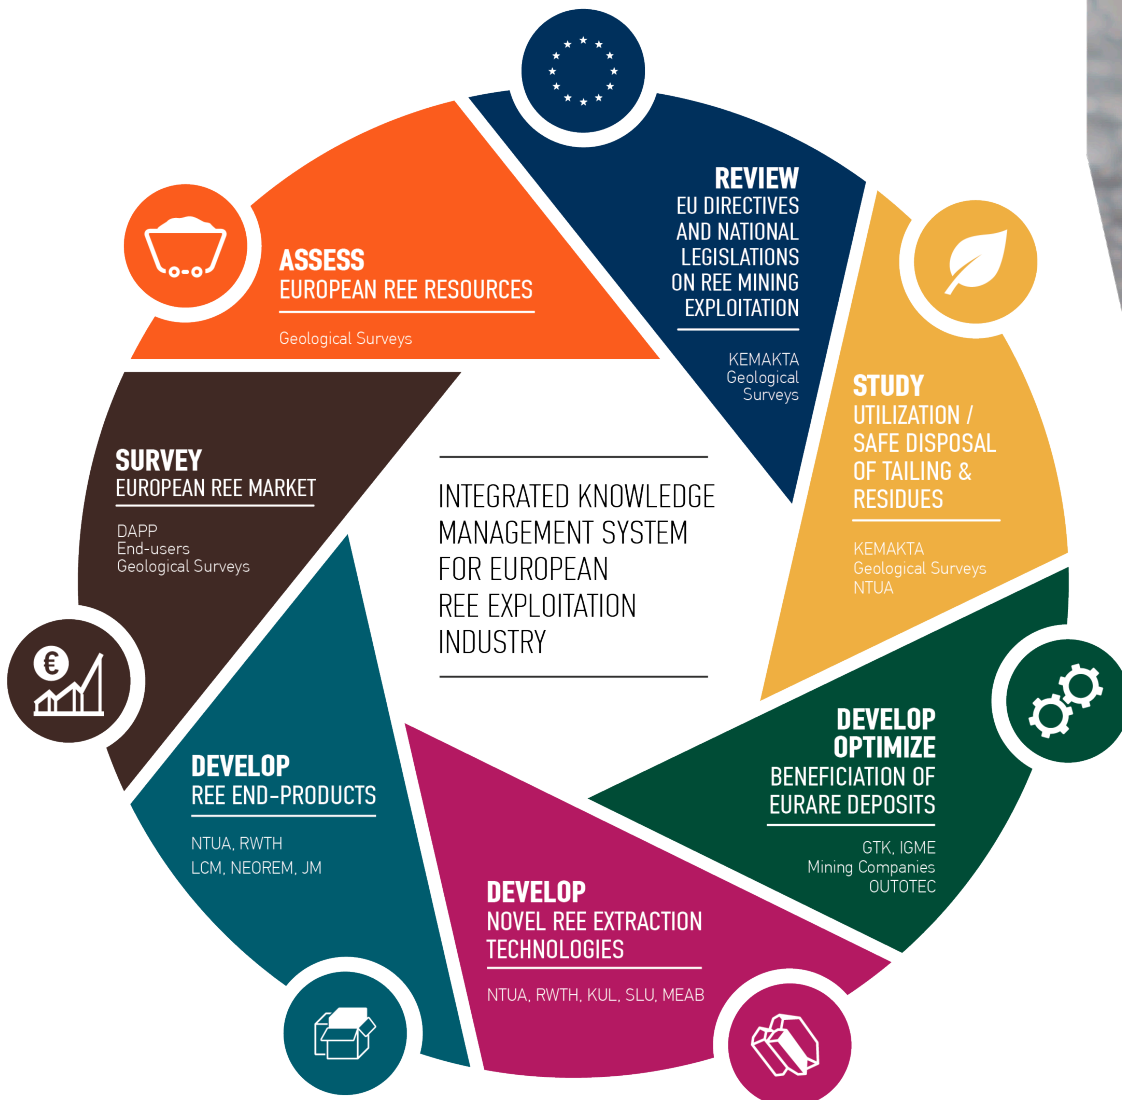 REVIEW
EU DIRECTIVES
AND NATIONAL
LEGISLATIONS
ON REE MINING
EXPLOITATION
KEMAKTA
Geological
Surveys
ASSESS
EUROPEAN REE RESOURCES
Geological Surveys
STUDY
UTILIZATION /
SAFE DISPOSAL
OF TAILING &
RESIDUES
KEMAKTA
Geological Surveys
NTUA
SURVEY
EUROPEAN REE MARKET
DAPP
End-users
Geological Surveys
INTEGRATED KNOWLEDGE
MANAGEMENT SYSTEM
FOR EUROPEAN
REE EXPLOITATION
INDUSTRY
€
DEVELOP
OPTIMIZE
BENEFICIATION OF
EURARE DEPOSITS
GTK, IGME
Mining Companies
OUTOTEC
DEVELOP
REE END-PRODUCTS
NTUA, RWTH
LCM, NEOREM, JM
DEVELOP
NOVEL REE EXTRACTION
TECHNOLOGIES
NTUA, RWTH, KUL, SLU, MEAB